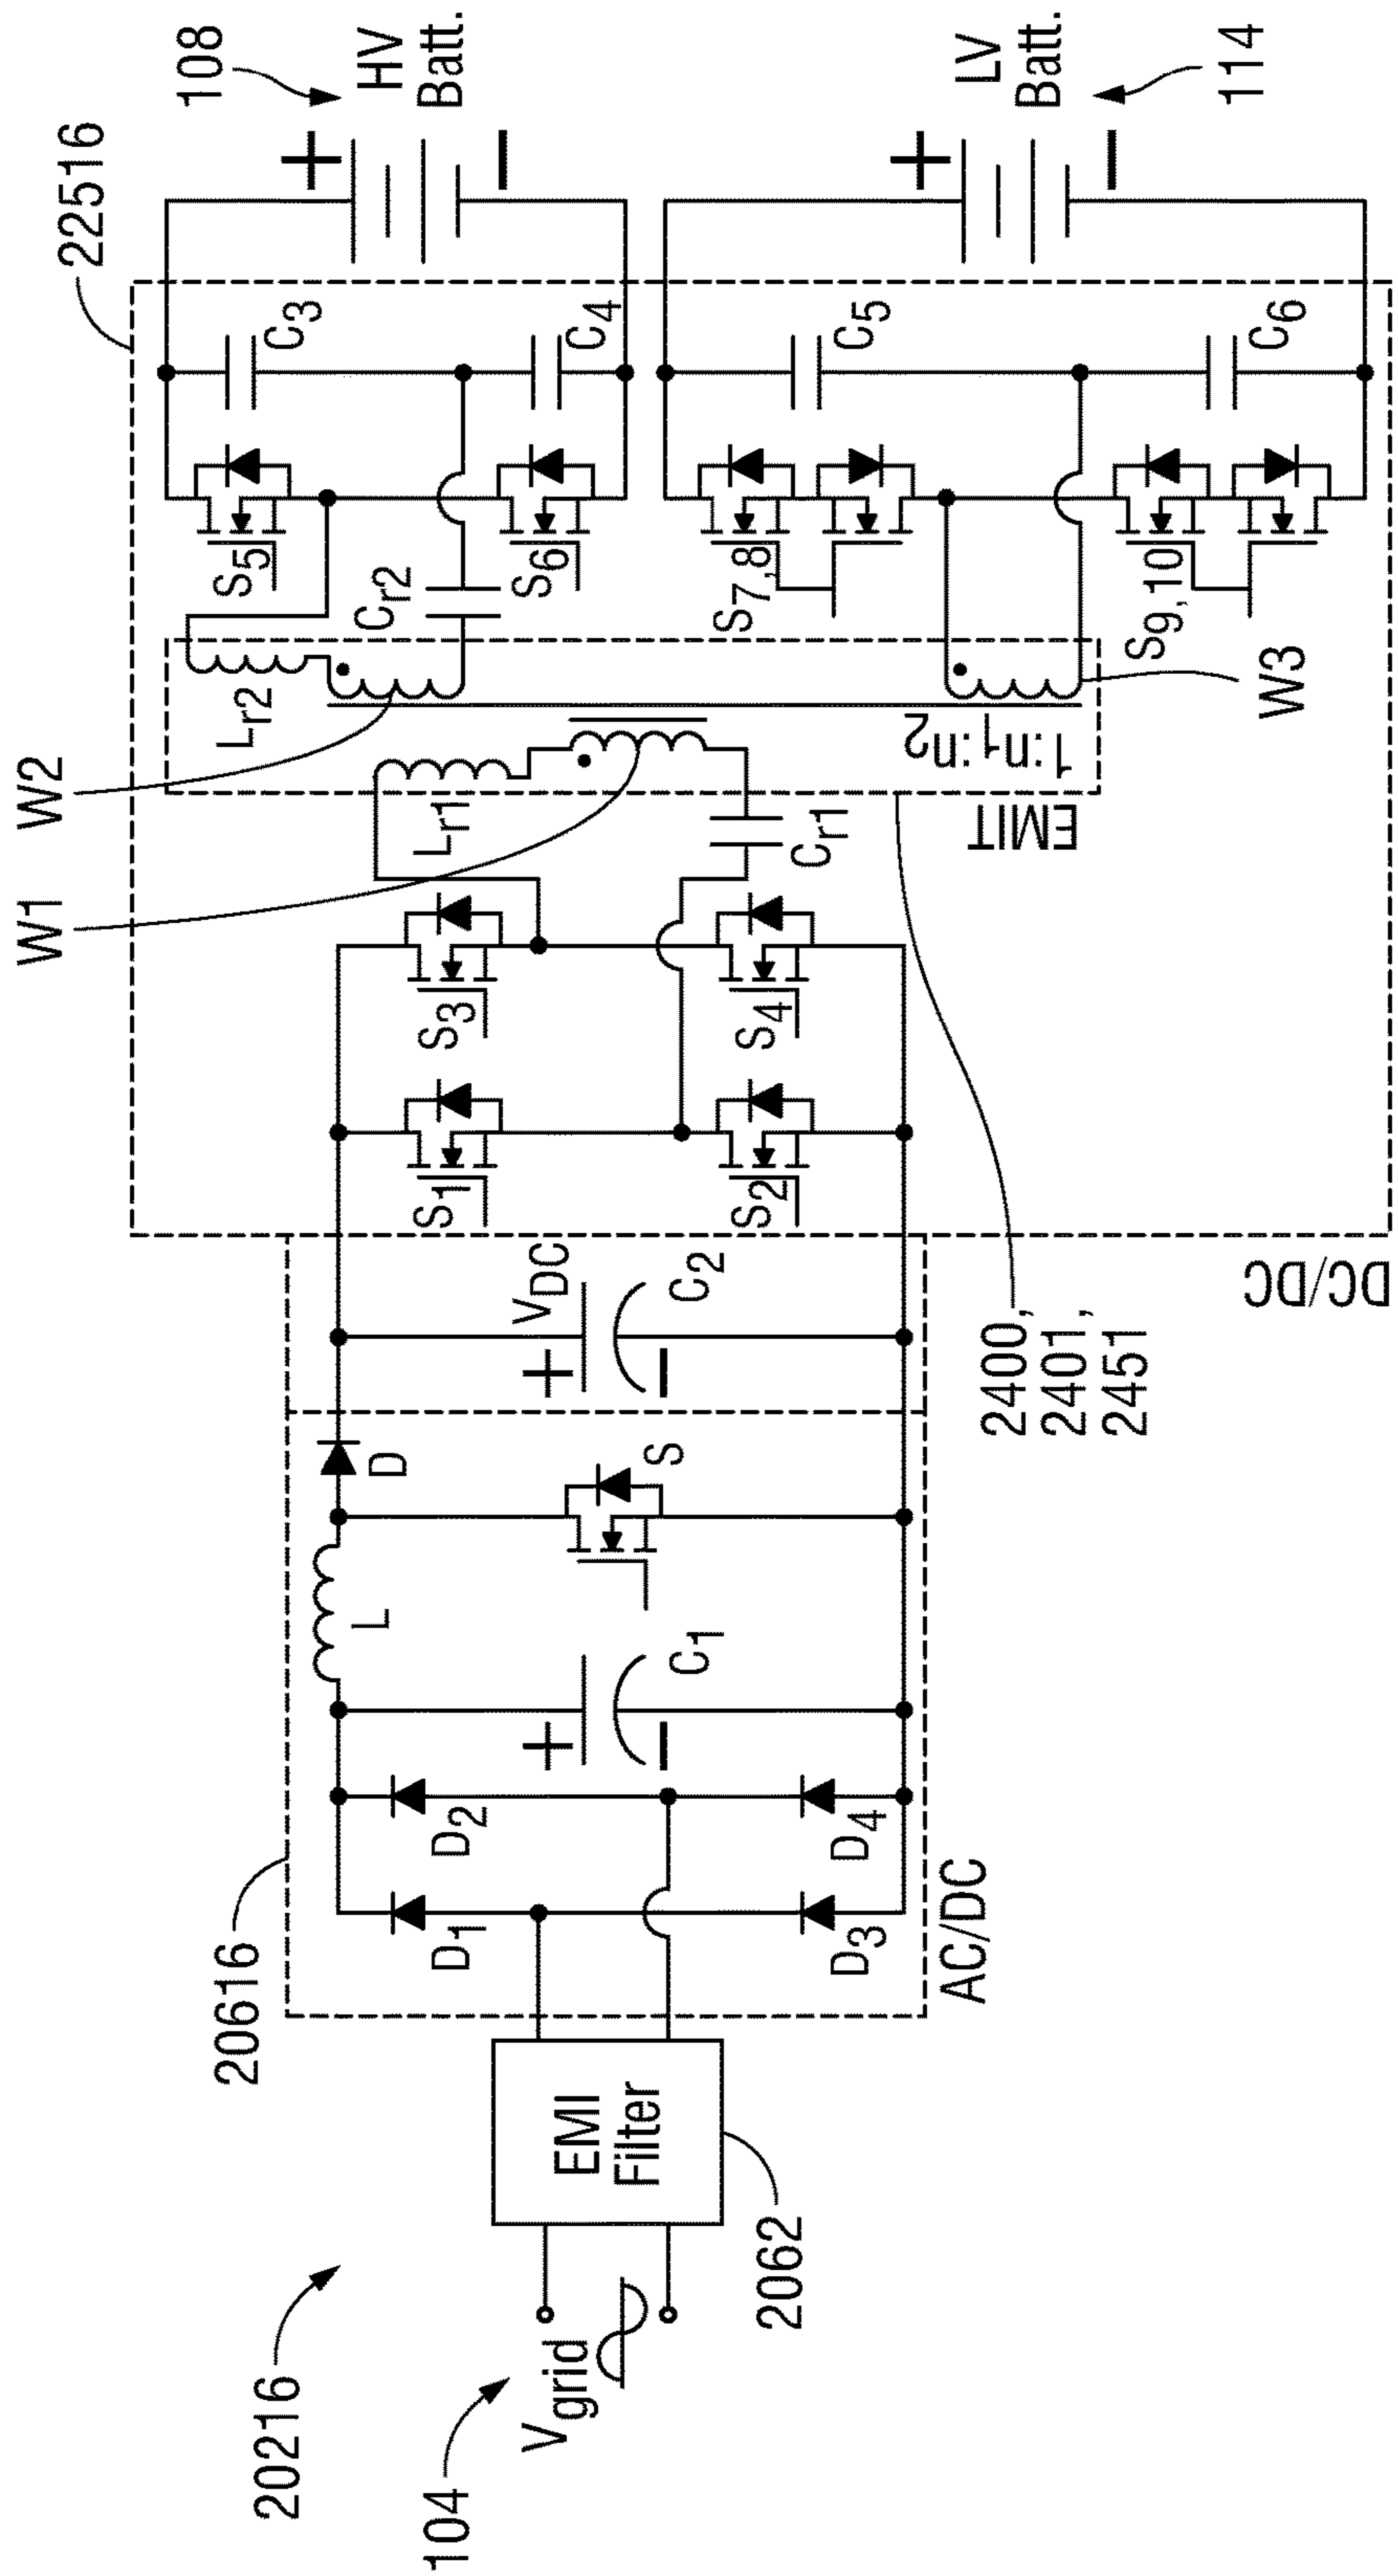 20216
104
Vgrid
EMI
Filter
2062
20616
AC/DC
D1
D2
D3
D4
+
−
C1
L
S
D
+
−
VDC
C2
DC/DC
22516
S1
S2
S3
S4
W1
W2
Lr1
Cr1
EMIT
1:n1:n2
2400,
2401,
2451
Lr2
Cr2
W3
S5
S6
S7,8
S9,10
C3
C4
C5
C6
+
−
108
HV
Batt.
+
−
LV
Batt.
114